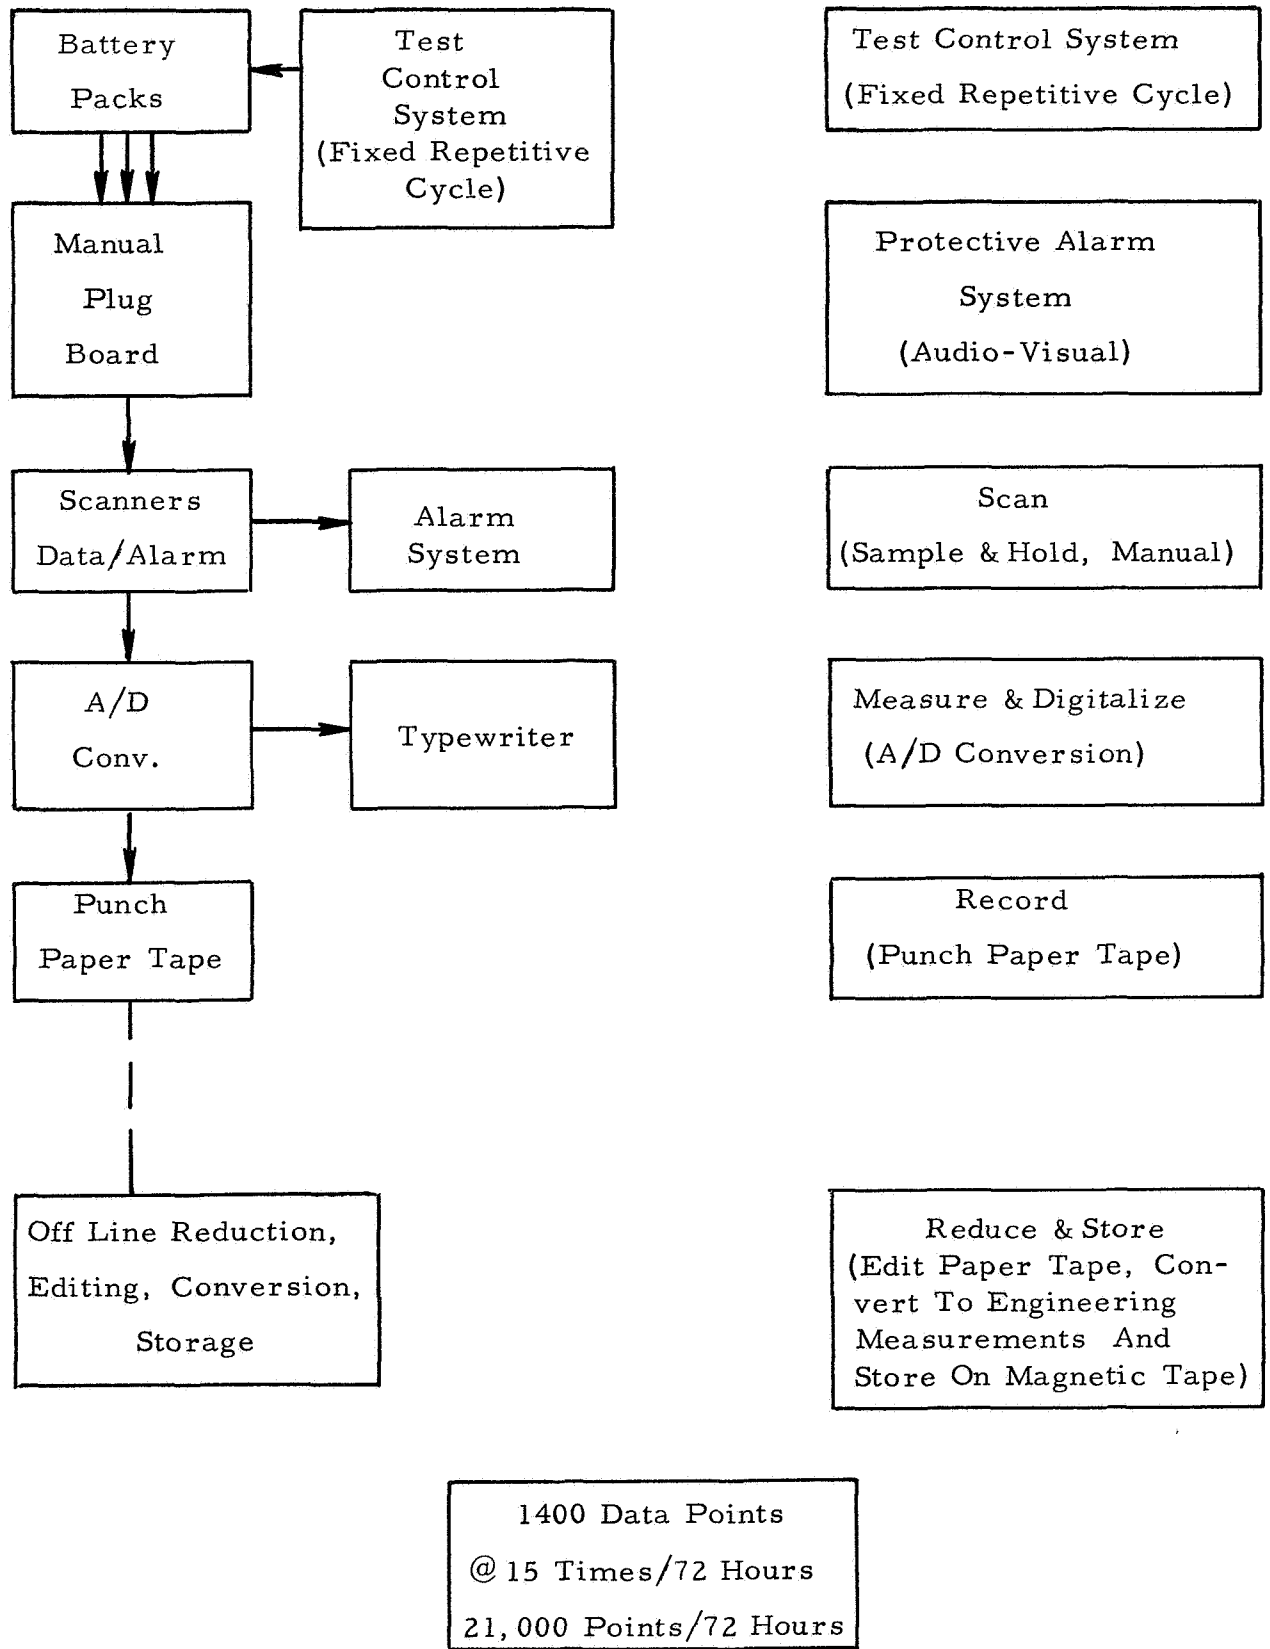 Battery
Packs
Test
Control
System
(Fixed Repetitive
Cycle)
Manual
Plug
Board
Scanners
Data/Alarm
Alarm
System
A/D
Conv.
Typewriter
Punch
Paper Tape
Off Line Reduction,
Editing, Conversion,
Storage
Test Control System
(Fixed Repetitive Cycle)
Protective Alarm
System
(Audio-Visual)
Scan
(Sample & Hold, Manual)
Measure & Digitalize
(A/D Conversion)
Record
(Punch Paper Tape)
Reduce & Store
(Edit Paper Tape, Con-
vert To Engineering
Measurements And
Store On Magnetic Tape)
1400 Data Points
@ 15 Times/72 Hours
21,000 Points/72 Hours